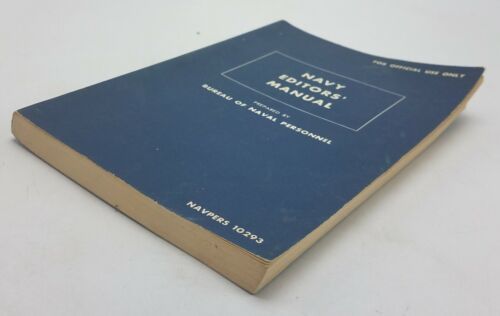 FOR OFFICIAL USE ONLY
NAVY
EDITORS'
MANUAL
PREPARED BY
BUREAU OF NAVAL PERSONNEL
NAVPERS 10293